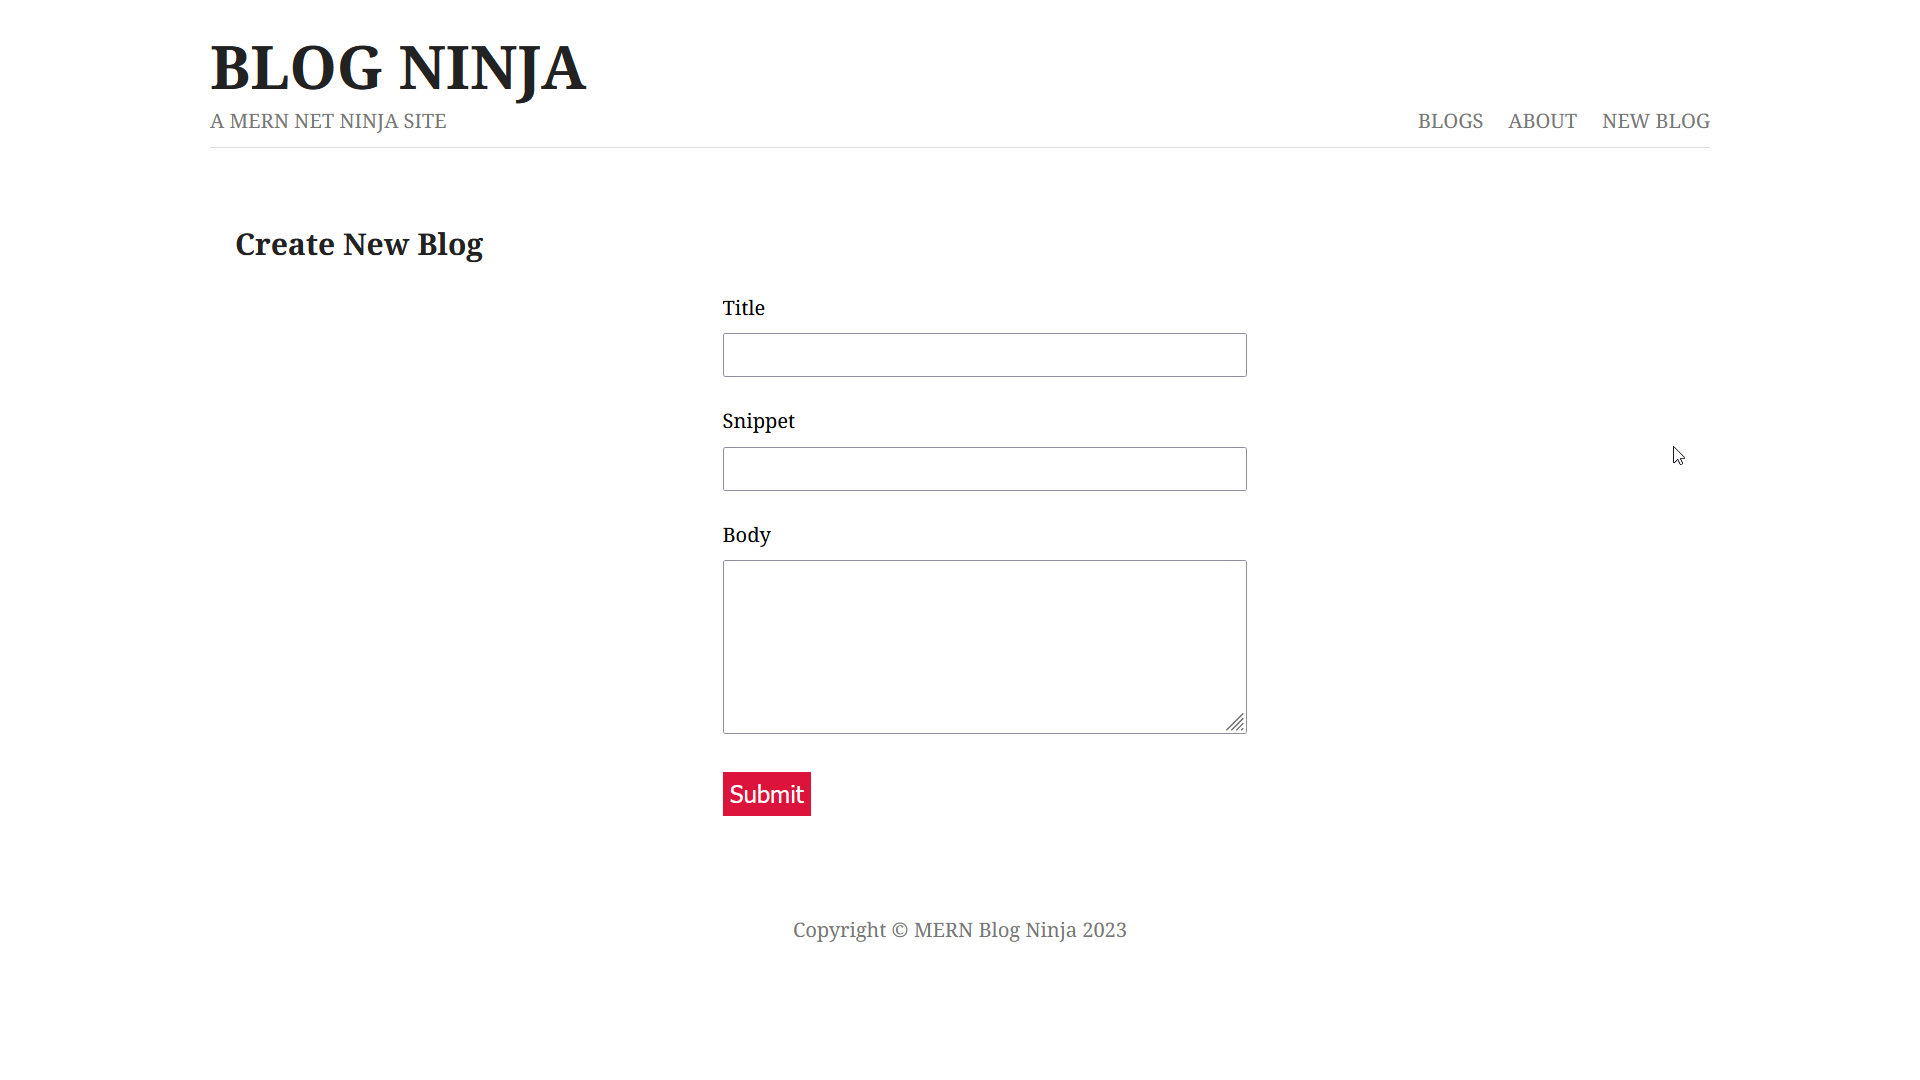 BLOG NINJA
A MERN NET NINJA SITE
BLOGS ABOUT NEW BLOG
Create New Blog
Title
Snippet
Body
Submit
Copyright © MERN Blog Ninja 2023